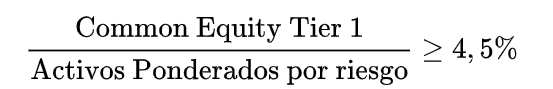 Common Equity Tier 1
Activos Ponderados por riesgo
≥ 4, 5%